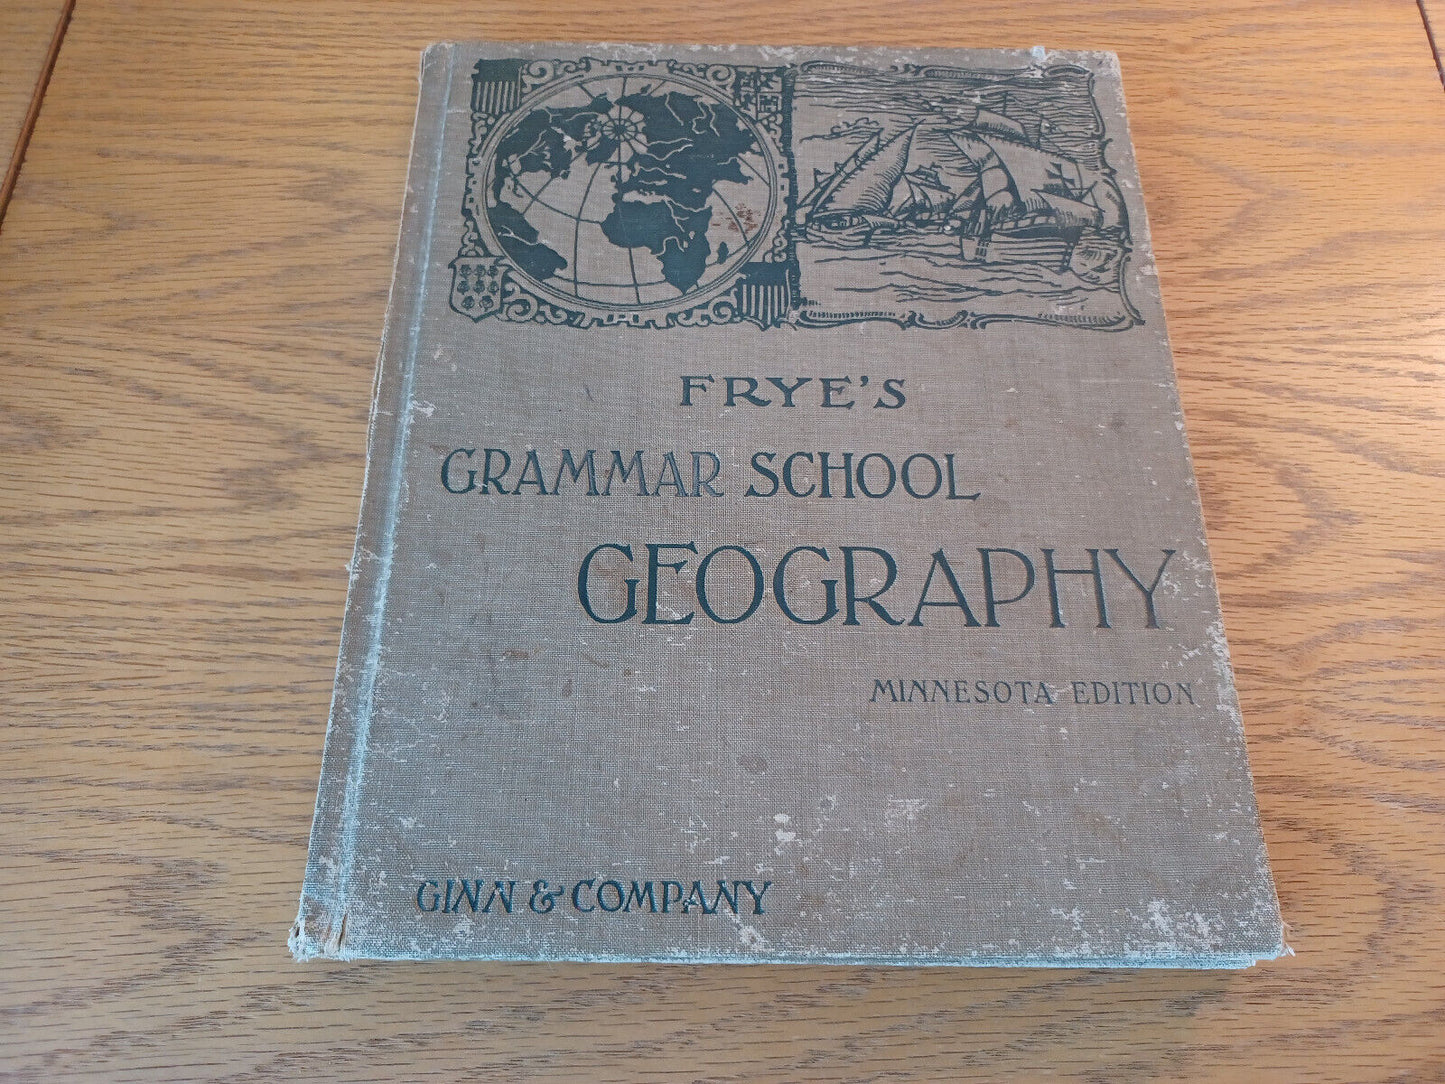 FRYE'S
GRAMMAR SCHOOL
GEOGRAPHY
MINNESOTA EDITION
GINN & COMPANY